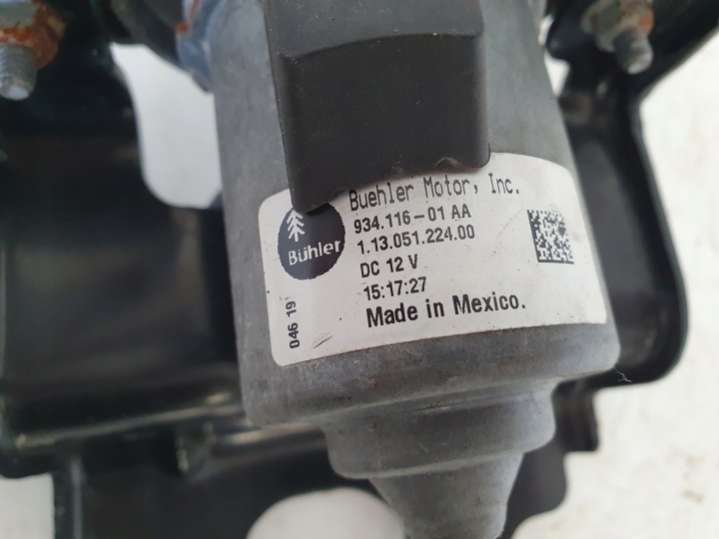 Buehler Motor, Inc.
934.116-01 AA
1.13.051.224.00
DC 12 V
15:17:27
Made in Mexico.
Bühler
046 19